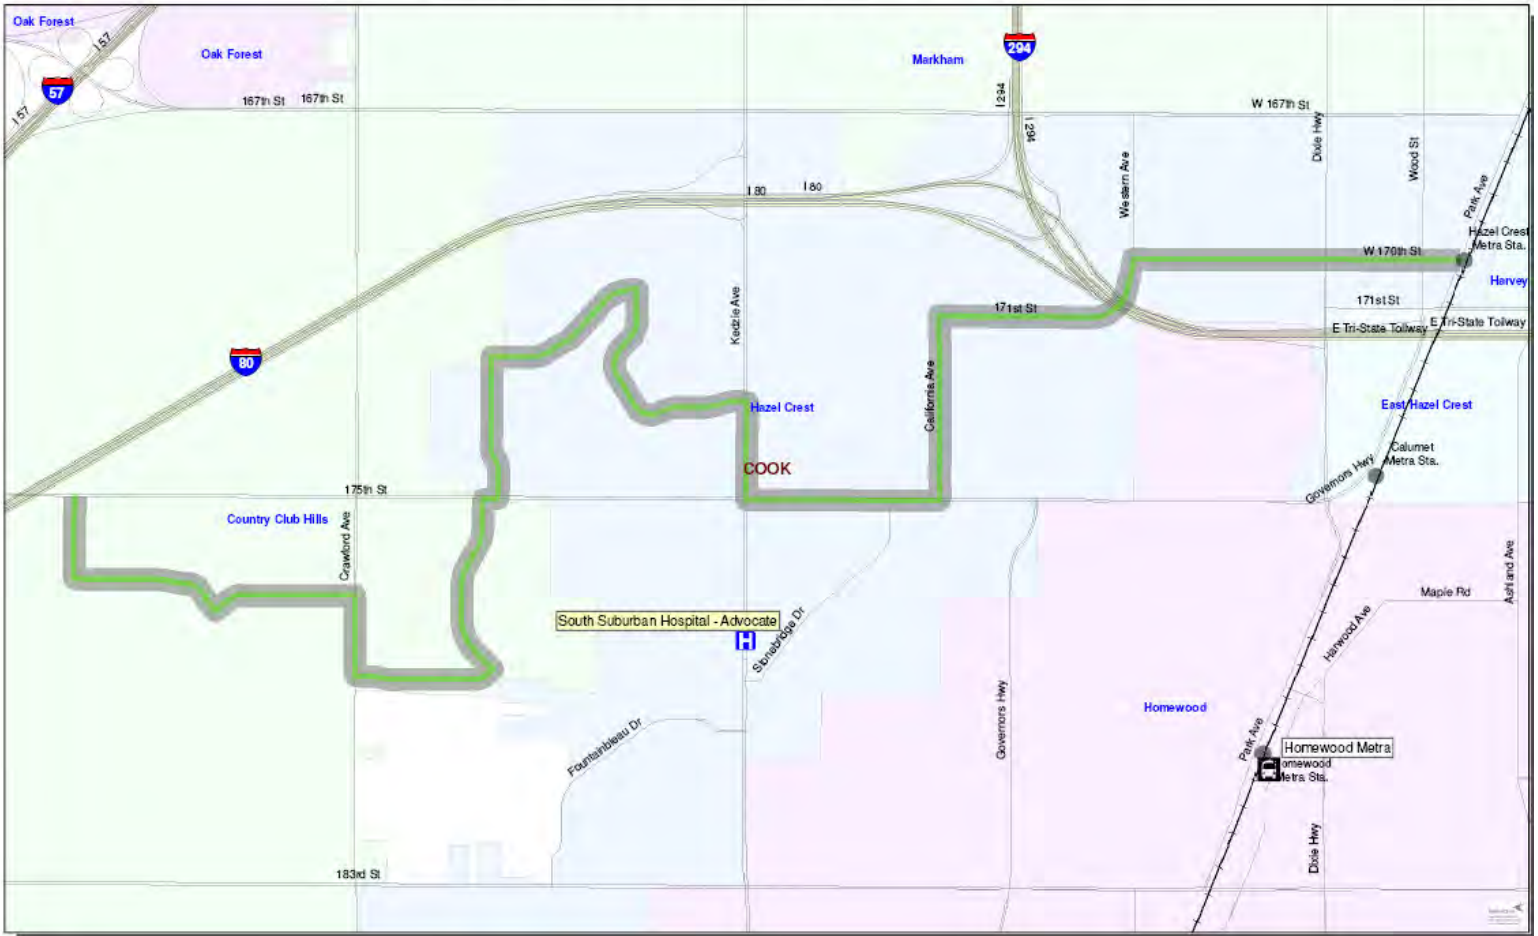 Oak Forest
I 57
Oak Forest
57
I 57
167th St
167th St
Markham
294
I 294
I 294
W 167th St
Dixie Hwy
Wood St
Western Ave
Park Ave
I 80
I 80
Hazel Crest
Metra Sta.
W 170th St
Harvey
171st St
171st St
E Tri-State Tollway
E Tri-State Tollway
Kedzie Ave
80
California Ave
Hazel Crest
East Hazel Crest
COOK
Calumet
Metra Sta.
Governors Hwy
175th St
Country Club Hills
Crawford Ave
Ashland Ave
Maple Rd
Harwood Ave
South Suburban Hospital - Advocate
H
Stonebridge Dr
Governors Hwy
Homewood
Fountainbleau Dr
Park Ave
Homewood Metra
omewood
Metra Sta.
Dixie Hwy
183rd St